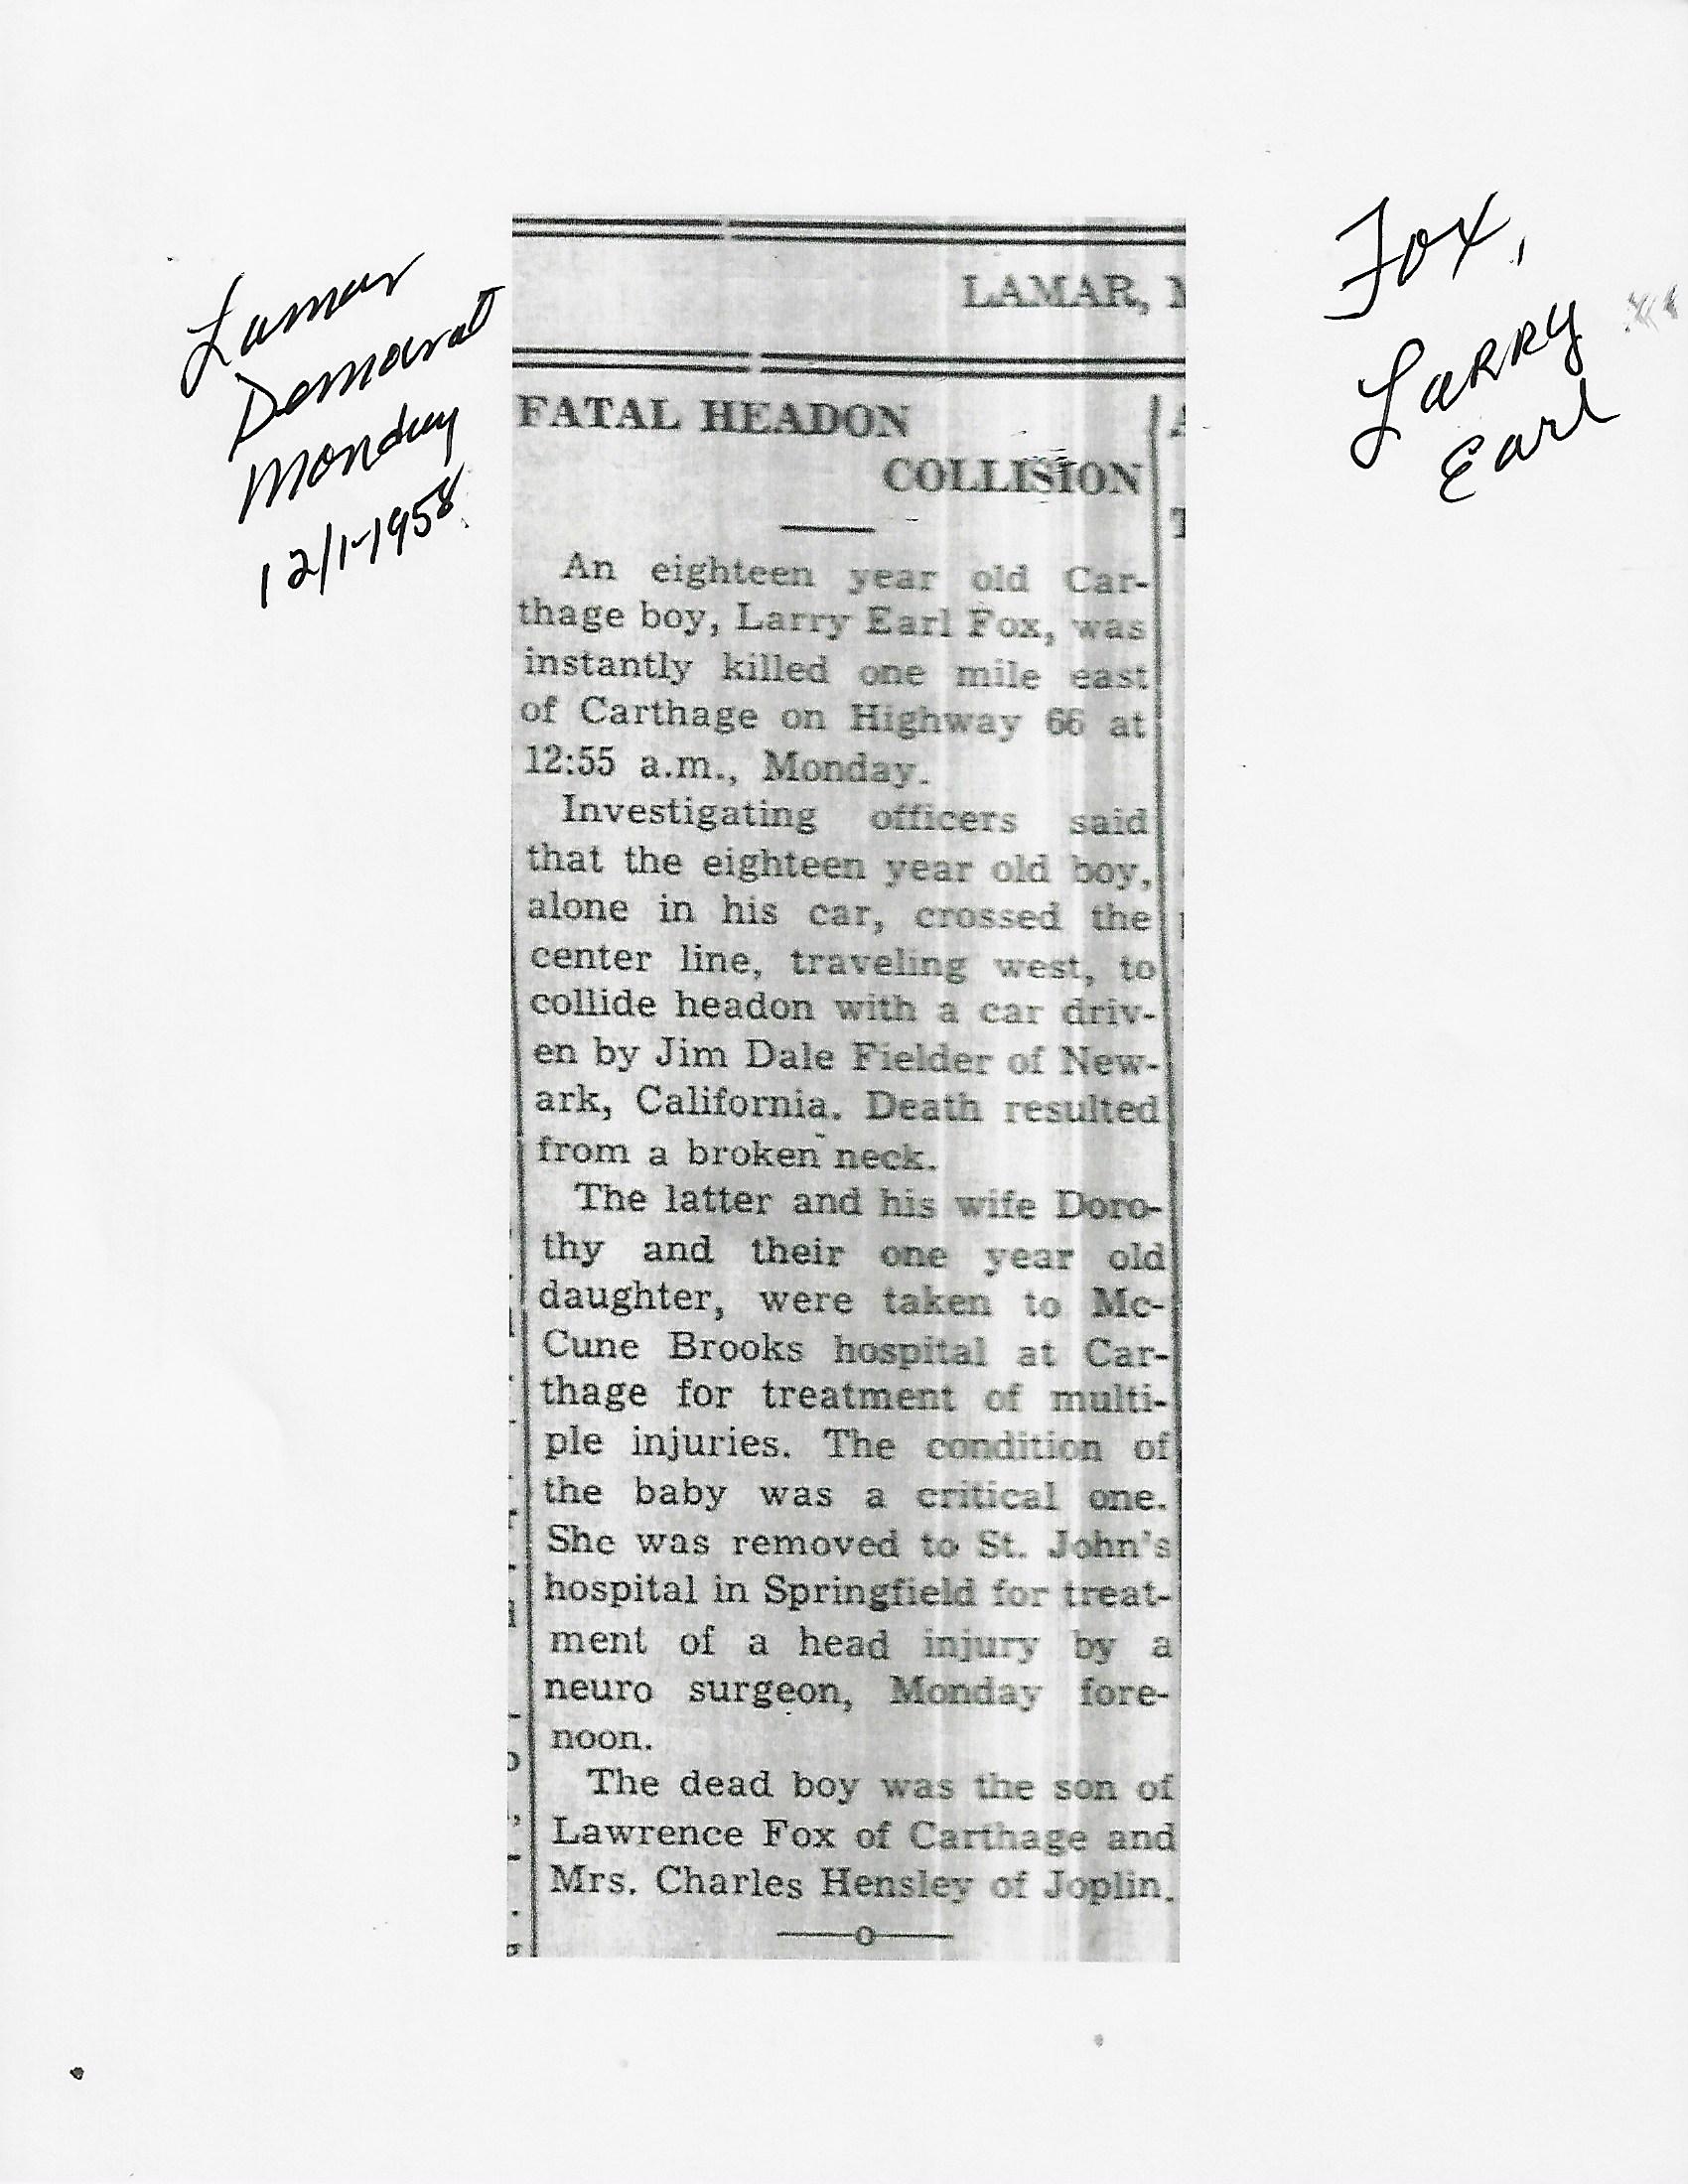 Lamar
Democrat
Monday
12/1-1958
Fox,
Larry
Earl
LAMAR,
FATAL HEADON
COLLISION
An eighteen year old Car-
thage boy, Larry Earl Fox, was
instantly killed one mile east
of Carthage on Highway 66 at
12:55 a.m., Monday.
Investigating officers said
that the eighteen year old boy,
alone in his car, crossed the
center line, traveling west, to
collide headon with a car driv-
en by Jim Dale Fielder of New-
ark, California. Death resulted
from a broken neck.
The latter and his wife Doro-
thy and their one year old
daughter, were taken to Mc-
Cune Brooks hospital at Car-
thage for treatment of multi-
ple injuries. The condition of
the baby was a critical one.
She was removed to St. John's
hospital in Springfield for treat-
ment of a head injury by a
neuro surgeon, Monday fore-
noon.
The dead boy was the son of
Lawrence Fox of Carthage and
Mrs. Charles Hensley of Joplin.